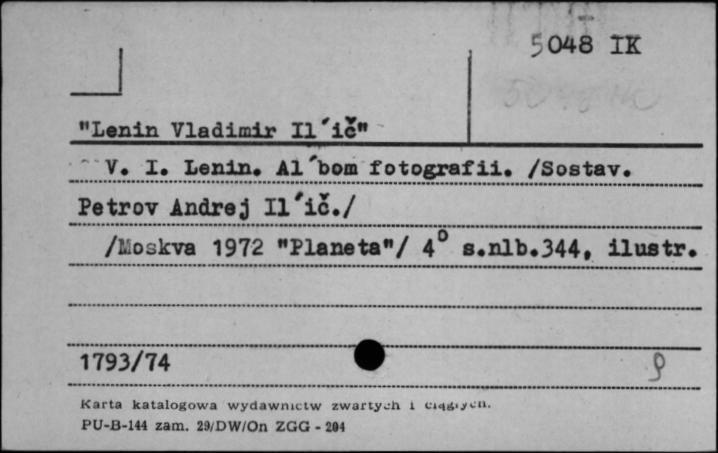 5048 IK
"Lenin Vladimir Il´ič"
V. I. Lenin. Al´bom fotografii. /Sostav.
Petrov Andrej Il´ič./
/Moskva 1972 "Planeta"/ 4° s.nlb.344, ilustr.
1793/74
Karta katalogowa wydawnictw zwartych i ciągłych.
PU-B-144 zam. 29/DW/On ZGG - 204